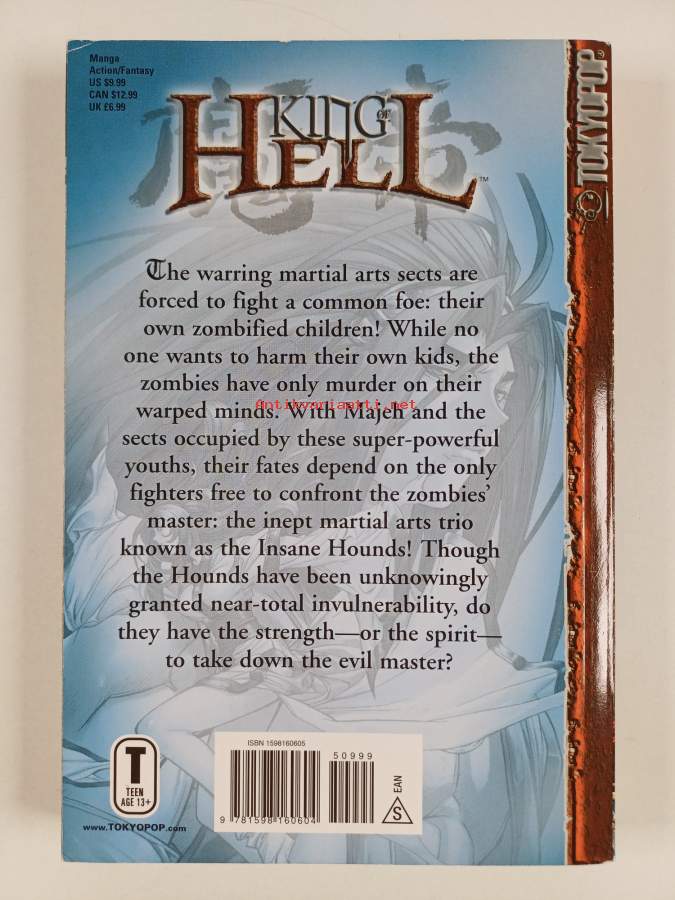 Manga
Action/Fantasy
US $9.99
CAN $12.99
UK £6.99
KING OF
HELL™
TOKYOPOP
The warring martial arts sects are
forced to fight a common foe: their
own zombified children! While no
one wants to harm their own kids, the
zombies have only murder on their
warped minds. With Majeh and the
Antikvariaatti.net
sects occupied by these super-powerful
youths, their fates depend on the only
fighters free to confront the zombies'
master: the inept martial arts trio
known as the Insane Hounds! Though
the Hounds have been unknowingly
granted near-total invulnerability, do
they have the strength—or the spirit—
to take down the evil master?
T
TEEN
AGE 13+
www.TOKYOPOP.com
ISBN 1598160605
50999
9 781598 160604
EAN
S